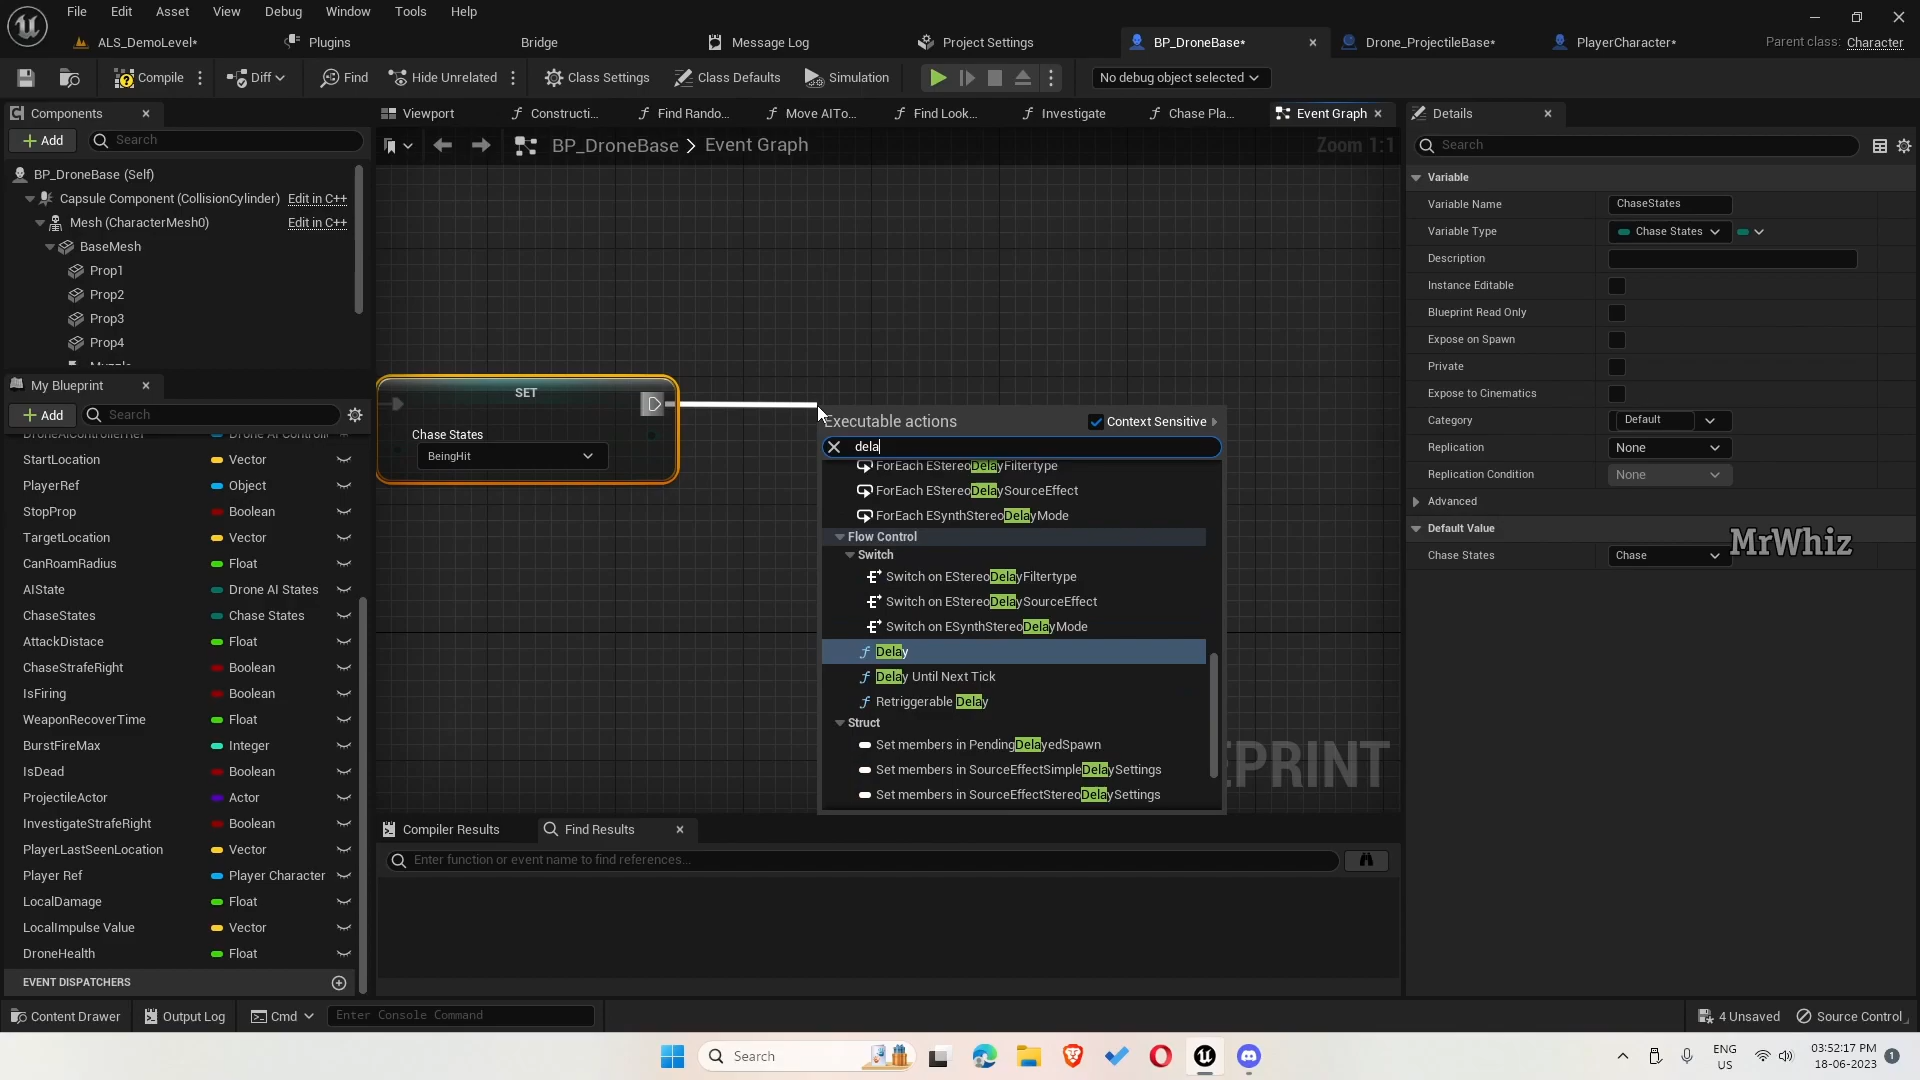 File Edit Asset View Debug Window Tools Help
ALS_DemoLevel* Plugins Bridge Message Log Project Settings BP_DroneBase* Drone_ProjectileBase* PlayerCharacter* Parent class: Character
Compile Diff Find Hide Unrelated Class Settings Class Defaults Simulation No debug object selected
Components
Add Search
BP_DroneBase (Self)
Capsule Component (CollisionCylinder) Edit in C++
Mesh (CharacterMesh0) Edit in C++
BaseMesh
Prop1
Prop2
Prop3
Prop4
My Blueprint
Add Search
StartLocation Vector
PlayerRef Object
StopProp Boolean
TargetLocation Vector
CanRoamRadius Float
AIState Drone AI States
ChaseStates Chase States
AttackDistace Float
ChaseStrafeRight Boolean
IsFiring Boolean
WeaponRecoverTime Float
BurstFireMax Integer
IsDead Boolean
ProjectileActor Actor
InvestigateStrafeRight Boolean
PlayerLastSeenLocation Vector
Player Ref Player Character
LocalDamage Float
LocalImpulse Value Vector
DroneHealth Float
EVENT DISPATCHERS
Viewport Constructi... Find Rando... Move AITo... Find Look... Investigate Chase Pla... Event Graph
BP_DroneBase > Event Graph Zoom 1:1
SET
Chase States
BeingHit
Executable actions Context Sensitive
dela
ForEach EStereoDelayFiltertype
ForEach EStereoDelaySourceEffect
ForEach ESynthStereoDelayMode
Flow Control
Switch
Switch on EStereoDelayFiltertype
Switch on EStereoDelaySourceEffect
Switch on ESynthStereoDelayMode
Delay
Delay Until Next Tick
Retriggerable Delay
Struct
Set members in PendingDelayedSpawn
Set members in SourceEffectSimpleDelaySettings
Set members in SourceEffectStereoDelaySettings
EPRINT
Compiler Results Find Results
Enter function or event name to find references...
Details
Search
Variable
Variable Name ChaseStates
Variable Type Chase States
Description
Instance Editable
Blueprint Read Only
Expose on Spawn
Private
Expose to Cinematics
Category Default
Replication None
Replication Condition None
Advanced
Default Value
Chase States Chase
MrWhiz
Content Drawer Output Log Cmd Enter Console Command 4 Unsaved Source Control
Search
ENG
US
03:52:17 PM
18-06-2023
1